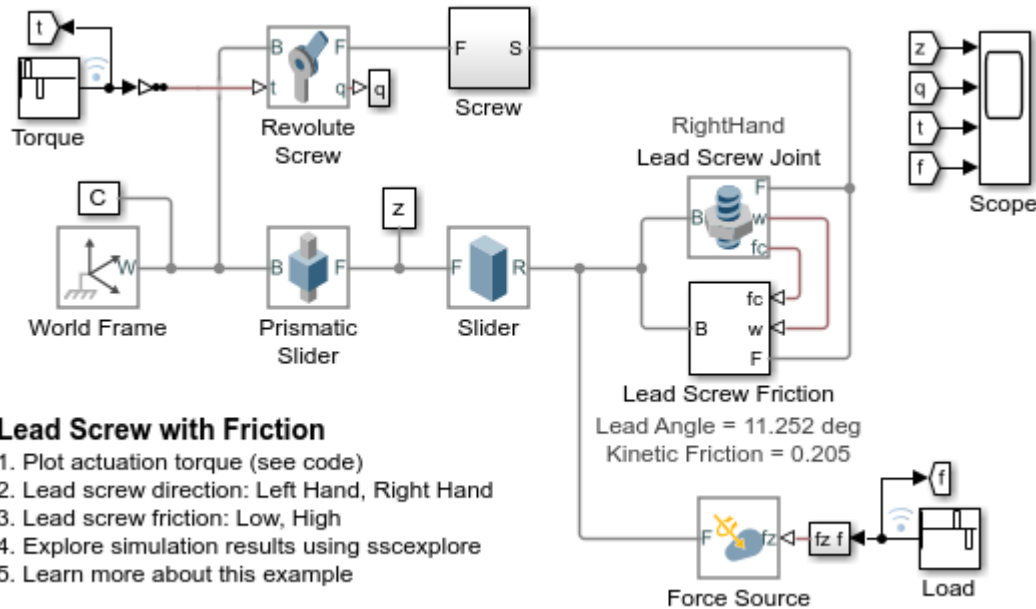 t
Torque
B
F
t
q
q
Revolute
Screw
F
S
Screw
RightHand
Lead Screw Joint
B
F
w
fc
z
q
t
f
Scope
C
W
World Frame
B
F
Prismatic
Slider
z
F
R
Slider
fc
B
w
F
Lead Screw Friction
Lead Angle = 11.252 deg
Kinetic Friction = 0.205
Lead Screw with Friction
1. Plot actuation torque (see code)
2. Lead screw direction: Left Hand, Right Hand
3. Lead screw friction: Low, High
4. Explore simulation results using sscexplore
5. Learn more about this example
F
fz
Force Source
fz f
f
Load